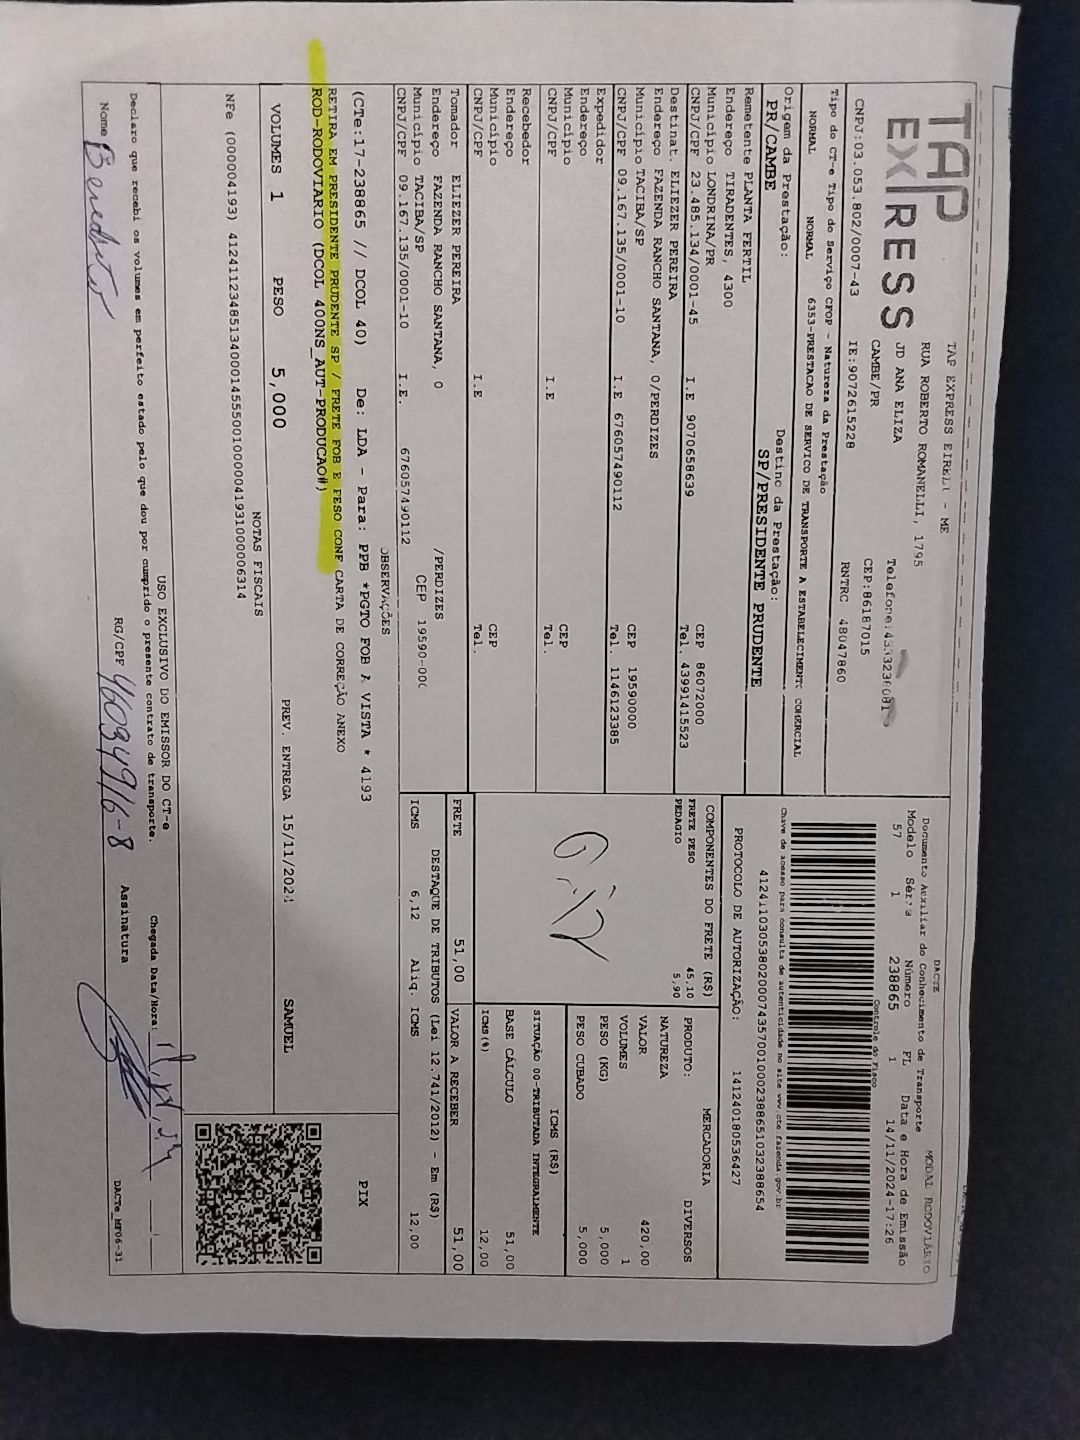 TAP
EXPRESS
TAP EXPRESS EIRELI - ME
RUA ROBERTO ROMANELLI, 1795
JD ANA ELIZA
CAMBE/PR
CEP:86187015
CNPJ:03.053.802/0007-43
IE:9072615228
RNTRC 48047860
Tipo do CT-e Tipo do Serviço CFOP - Natureza da Prestação
NORMAL NORMAL 6353-PRESTACAO DE SERVICO DE TRANSPORTE A ESTABELECIMENTO COMERCIAL
Origem da Prestação: Destino da Prestação:
PR/CAMBE SP/PRESIDENTE PRUDENTE
Remetente PLANTA FERTIL
Endereço TIRADENTES, 4300
Município LONDRINA/PR CEP 86072000
CNPJ/CPF 23.485.134/0001-45 I.E 9070658639 Tel. 43991415523
Destinat. ELIEZER PEREIRA
Endereço FAZENDA RANCHO SANTANA, 0/PERDIZES
Município TACIBA/SP CEP 19590000
CNPJ/CPF 09.167.135/0001-10 I.E 676057490112 Tel. 1146123385
Expedidor
Endereço
Município CEP
CNPJ/CPF I.E Tel.
Recebedor
Endereço
Município CEP
CNPJ/CPF I.E Tel.
Tomador ELIEZER PEREIRA
Endereço FAZENDA RANCHO SANTANA, 0 /PERDIZES
Município TACIBA/SP CEP 19590-000
CNPJ/CPF 09.167.135/0001-10 I.E. 676057490112
DACTE
MODAL RODOVIÁRIO
Documento Auxiliar do Conhecimento de Transporte
Modelo Série Número FL Data e Hora de Emissão
57 1 238865 1 14/11/2024-17:26
Controle do Fisco
Chave de acesso para consulta de autenticidade no site www.cte.fazenda.gov.br
41241103053802000743570010002388651032388654
PROTOCOLO DE AUTORIZAÇÃO: 141240180536427
COMPONENTES DO FRETE (R$)
FRETE PESO 45,10
PEDAGIO 5,90
MERCADORIA
PRODUTO: DIVERSOS
NATUREZA
VALOR 420,00
VOLUMES 1
PESO (KG) 5,000
PESO CUBADO 5,000
ICMS (R$)
SITUAÇÃO 00-TRIBUTADA INTEGRALMENTE
BASE CÁLCULO 51,00
ICMS(%) 12,00
FRETE 51,00 VALOR A RECEBER 51,00
DESTAQUE DE TRIBUTOS (Lei 12.741/2012) - Em (R$)
ICMS 6,12 Aliq. ICMS 12,00
OBSERVAÇÕES
(CTe:17-238865 // DCOL 40) De: LDA - Para: PPB *PGTO FOB A VISTA * 4193
RETIRA EM PRESIDENTE PRUDENTE SP / FRETE FOB E PESO CONF CARTA DE CORREÇÃO ANEXO
ROD-RODOVIARIO (DCOL 400NS_AUT-PRODUCAO#)
PIX
VOLUMES 1 PESO 5,000 PREV. ENTREGA 15/11/2024 SAMUEL
NOTAS FISCAIS
NFe (000004193) 41241123485134000145550010000041931000006314
USO EXCLUSIVO DO EMISSOR DO CT-e
Declaro que recebi os volumes em perfeito estado pelo que dou por cumprido o presente contrato de transporte.
Chegada Data/Hora:
Nome Benedito RG/CPF Assinatura
DACTe_MF06-31